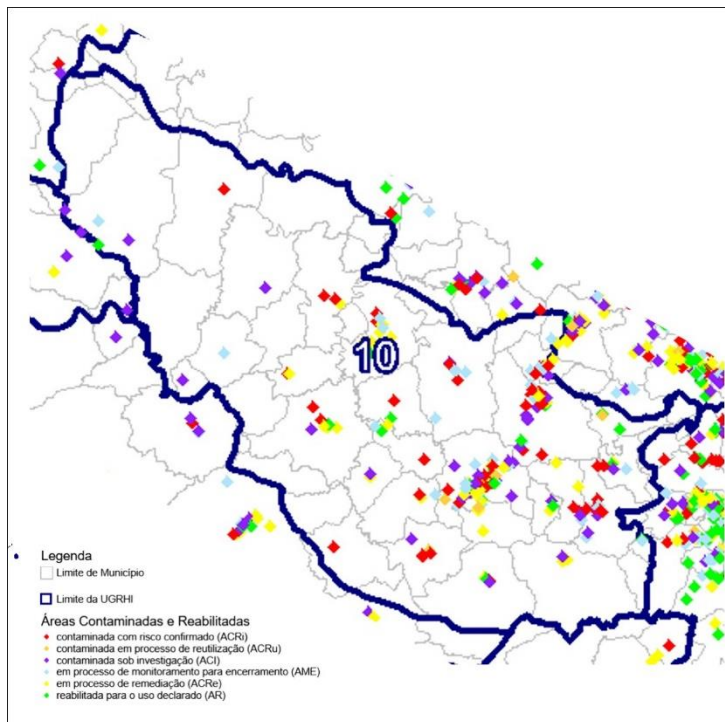 10
Legenda
Limite de Município
Limite da UGRHI
Áreas Contaminadas e Reabilitadas
contaminada com risco confirmado (ACRi)
contaminada em processo de reutilização (ACRu)
contaminada sob investigação (ACI)
em processo de monitoramento para encerramento (AME)
em processo de remediação (ACRe)
reabilitada para o uso declarado (AR)